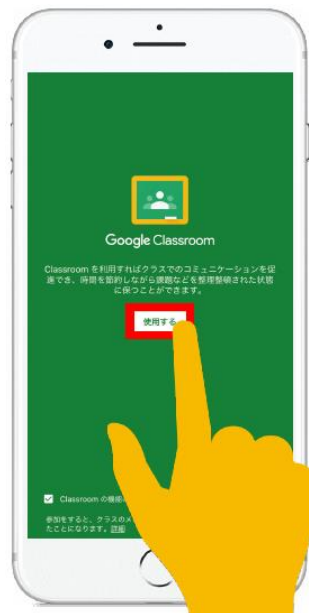 Google Classroom
Classroom を利用すればクラスでのコミュニケーションを促
進でき、時間を節約しながら課題などを整理整頓された状態
に保つことができます。
使用する
Classroom の機能
参加をすると、クラスのメ
たことになります。詳細